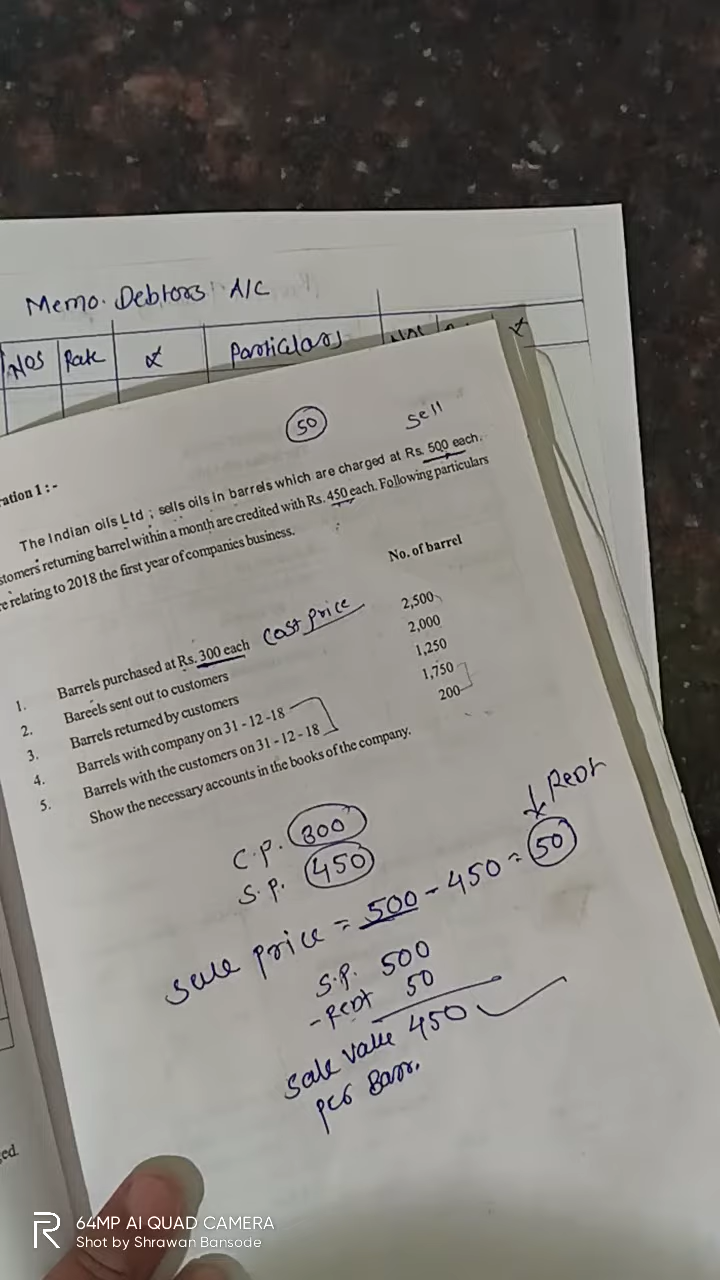 Memo. Debtors A/C
Nos Rate ₹ Particlars ₹
50 sell
ration 1 :-
The Indian oils Ltd ; sells oils in barrels which are charged at Rs. 500 each.
stomers returning barrel within a month are credited with Rs. 450 each. Following particulars
re relating to 2018 the first year of companies business.
No. of barrel
1. Barrels purchased at Rs. 300 each cost price 2,500
2. Bareels sent out to customers 2,000
3. Barrels returned by customers 1,250
4. Barrels with company on 31 - 12 -18 1,750
5. Barrels with the customers on 31 - 12 - 18 200
Show the necessary accounts in the books of the company.
C.P. 300
S.P. 450
Rent
sale price = 500 - 450 = 50
S.P. 500
- Rent 50
sale value 450
per Barr.
ed
64MP AI QUAD CAMERA
Shot by Shrawan Bansode